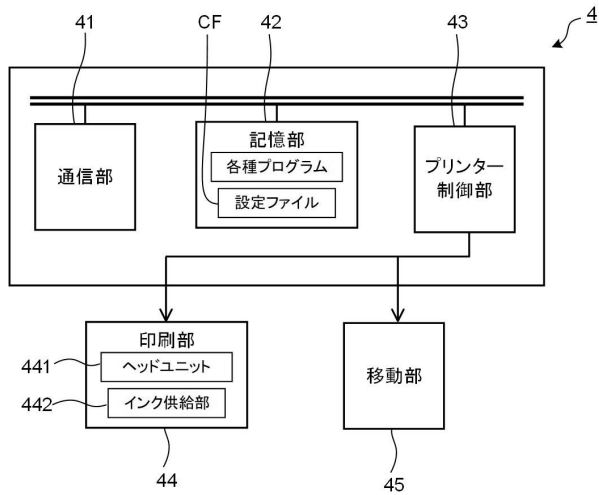 41
CF
42
43
4
通信部
記憶部
各種プログラム
設定ファイル
プリンター
制御部
印刷部
441
ヘッドユニット
442
インク供給部
移動部
44
45